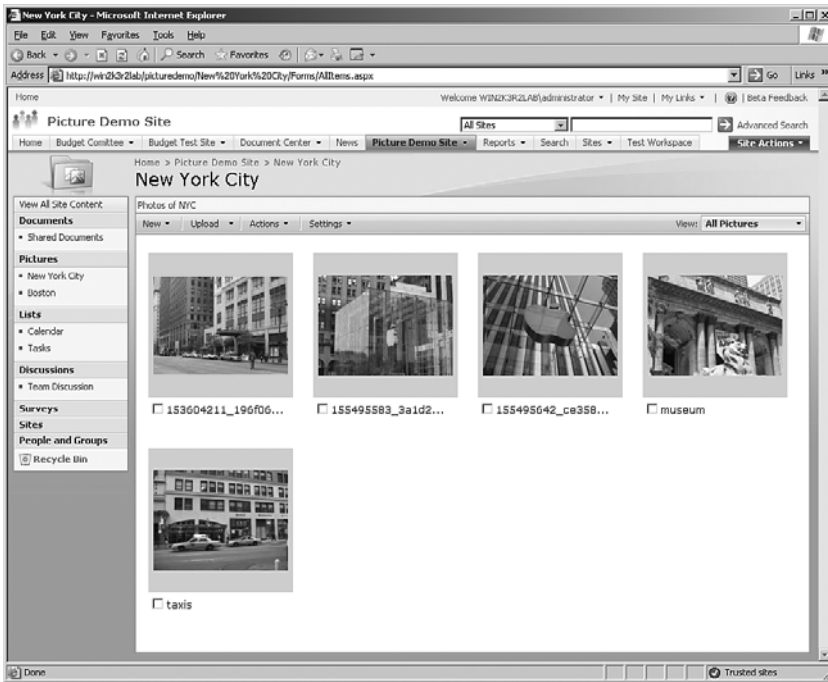 New York City - Microsoft Internet Explorer
File Edit View Favorites Tools Help
Back Search Favorites
Address http://win2k3r2lab/picturedemo/New%20York%20City/Forms/AllItems.aspx Go Links »
Home Welcome WIN2K3R2LAB\administrator | My Site | My Links | Beta Feedback
Picture Demo Site All Sites Advanced Search
Home Budget Comittee Budget Test Site Document Center News Picture Demo Site Reports Search Sites Test Workspace Site Actions
Home > Picture Demo Site > New York City
New York City
View All Site Content
Documents
Shared Documents
Pictures
New York City
Boston
Lists
Calendar
Tasks
Discussions
Team Discussion
Surveys
Sites
People and Groups
Recycle Bin
Photos of NYC
New Upload Actions Settings View: All Pictures
153604211_196f06... 155495583_3a1d2... 155495642_ce358... museum
taxis
Done Trusted sites